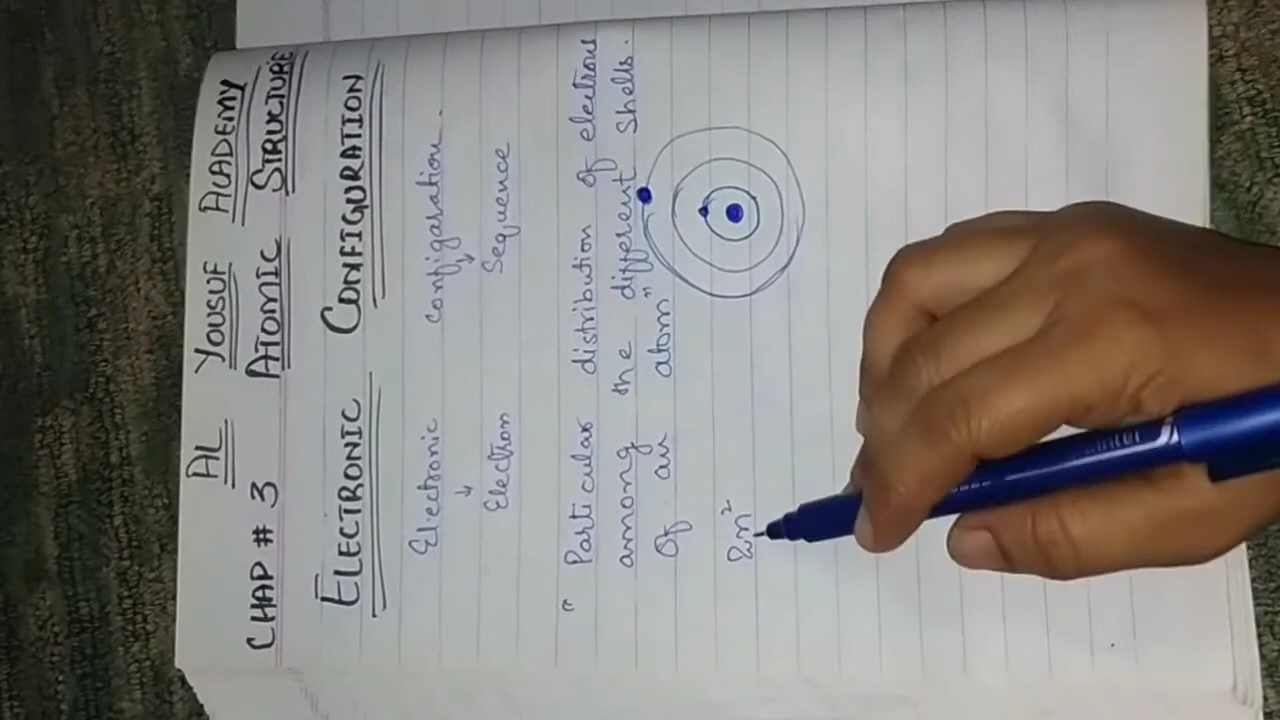 AL YOUSUF ACADEMY
CHAP # 3 ATOMIC STRUCTURE
ELECTRONIC CONFIGURATION
Electronic configaration.
↓ ↓
Electron Sequence
" Particular distribution of electrons
among the different shells.
Of an atom"
2n²